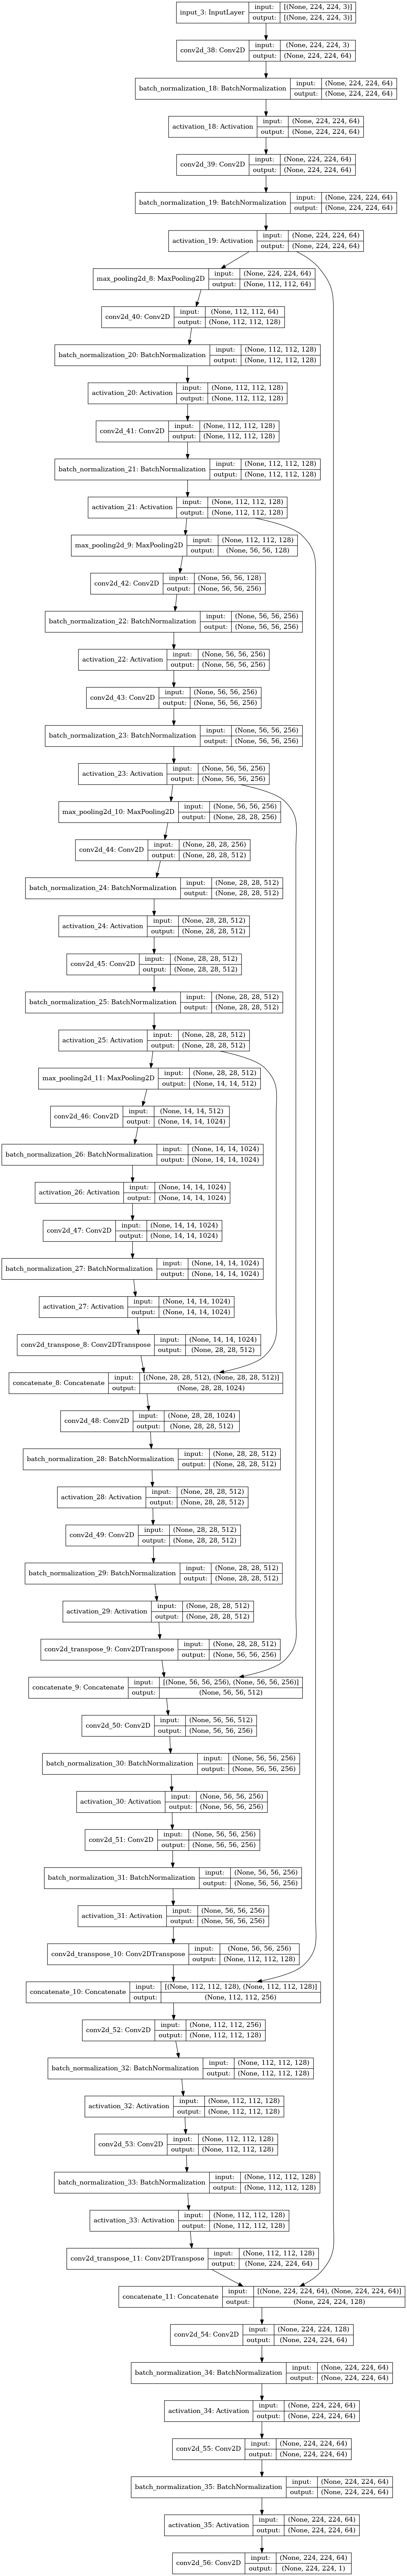 input_3: InputLayer
input: [(None, 224, 224, 3)]
output: [(None, 224, 224, 3)]
conv2d_38: Conv2D
input: (None, 224, 224, 3)
output: (None, 224, 224, 64)
batch_normalization_18: BatchNormalization
input: (None, 224, 224, 64)
output: (None, 224, 224, 64)
activation_18: Activation
input: (None, 224, 224, 64)
output: (None, 224, 224, 64)
conv2d_39: Conv2D
input: (None, 224, 224, 64)
output: (None, 224, 224, 64)
batch_normalization_19: BatchNormalization
input: (None, 224, 224, 64)
output: (None, 224, 224, 64)
activation_19: Activation
input: (None, 224, 224, 64)
output: (None, 224, 224, 64)
max_pooling2d_8: MaxPooling2D
input: (None, 224, 224, 64)
output: (None, 112, 112, 64)
conv2d_40: Conv2D
input: (None, 112, 112, 64)
output: (None, 112, 112, 128)
batch_normalization_20: BatchNormalization
input: (None, 112, 112, 128)
output: (None, 112, 112, 128)
activation_20: Activation
input: (None, 112, 112, 128)
output: (None, 112, 112, 128)
conv2d_41: Conv2D
input: (None, 112, 112, 128)
output: (None, 112, 112, 128)
batch_normalization_21: BatchNormalization
input: (None, 112, 112, 128)
output: (None, 112, 112, 128)
activation_21: Activation
input: (None, 112, 112, 128)
output: (None, 112, 112, 128)
max_pooling2d_9: MaxPooling2D
input: (None, 112, 112, 128)
output: (None, 56, 56, 128)
conv2d_42: Conv2D
input: (None, 56, 56, 128)
output: (None, 56, 56, 256)
batch_normalization_22: BatchNormalization
input: (None, 56, 56, 256)
output: (None, 56, 56, 256)
activation_22: Activation
input: (None, 56, 56, 256)
output: (None, 56, 56, 256)
conv2d_43: Conv2D
input: (None, 56, 56, 256)
output: (None, 56, 56, 256)
batch_normalization_23: BatchNormalization
input: (None, 56, 56, 256)
output: (None, 56, 56, 256)
activation_23: Activation
input: (None, 56, 56, 256)
output: (None, 56, 56, 256)
max_pooling2d_10: MaxPooling2D
input: (None, 56, 56, 256)
output: (None, 28, 28, 256)
conv2d_44: Conv2D
input: (None, 28, 28, 256)
output: (None, 28, 28, 512)
batch_normalization_24: BatchNormalization
input: (None, 28, 28, 512)
output: (None, 28, 28, 512)
activation_24: Activation
input: (None, 28, 28, 512)
output: (None, 28, 28, 512)
conv2d_45: Conv2D
input: (None, 28, 28, 512)
output: (None, 28, 28, 512)
batch_normalization_25: BatchNormalization
input: (None, 28, 28, 512)
output: (None, 28, 28, 512)
activation_25: Activation
input: (None, 28, 28, 512)
output: (None, 28, 28, 512)
max_pooling2d_11: MaxPooling2D
input: (None, 28, 28, 512)
output: (None, 14, 14, 512)
conv2d_46: Conv2D
input: (None, 14, 14, 512)
output: (None, 14, 14, 1024)
batch_normalization_26: BatchNormalization
input: (None, 14, 14, 1024)
output: (None, 14, 14, 1024)
activation_26: Activation
input: (None, 14, 14, 1024)
output: (None, 14, 14, 1024)
conv2d_47: Conv2D
input: (None, 14, 14, 1024)
output: (None, 14, 14, 1024)
batch_normalization_27: BatchNormalization
input: (None, 14, 14, 1024)
output: (None, 14, 14, 1024)
activation_27: Activation
input: (None, 14, 14, 1024)
output: (None, 14, 14, 1024)
conv2d_transpose_8: Conv2DTranspose
input: (None, 14, 14, 1024)
output: (None, 28, 28, 512)
concatenate_8: Concatenate
input: [(None, 28, 28, 512), (None, 28, 28, 512)]
output: (None, 28, 28, 1024)
conv2d_48: Conv2D
input: (None, 28, 28, 1024)
output: (None, 28, 28, 512)
batch_normalization_28: BatchNormalization
input: (None, 28, 28, 512)
output: (None, 28, 28, 512)
activation_28: Activation
input: (None, 28, 28, 512)
output: (None, 28, 28, 512)
conv2d_49: Conv2D
input: (None, 28, 28, 512)
output: (None, 28, 28, 512)
batch_normalization_29: BatchNormalization
input: (None, 28, 28, 512)
output: (None, 28, 28, 512)
activation_29: Activation
input: (None, 28, 28, 512)
output: (None, 28, 28, 512)
conv2d_transpose_9: Conv2DTranspose
input: (None, 28, 28, 512)
output: (None, 56, 56, 256)
concatenate_9: Concatenate
input: [(None, 56, 56, 256), (None, 56, 56, 256)]
output: (None, 56, 56, 512)
conv2d_50: Conv2D
input: (None, 56, 56, 512)
output: (None, 56, 56, 256)
batch_normalization_30: BatchNormalization
input: (None, 56, 56, 256)
output: (None, 56, 56, 256)
activation_30: Activation
input: (None, 56, 56, 256)
output: (None, 56, 56, 256)
conv2d_51: Conv2D
input: (None, 56, 56, 256)
output: (None, 56, 56, 256)
batch_normalization_31: BatchNormalization
input: (None, 56, 56, 256)
output: (None, 56, 56, 256)
activation_31: Activation
input: (None, 56, 56, 256)
output: (None, 56, 56, 256)
conv2d_transpose_10: Conv2DTranspose
input: (None, 56, 56, 256)
output: (None, 112, 112, 128)
concatenate_10: Concatenate
input: [(None, 112, 112, 128), (None, 112, 112, 128)]
output: (None, 112, 112, 256)
conv2d_52: Conv2D
input: (None, 112, 112, 256)
output: (None, 112, 112, 128)
batch_normalization_32: BatchNormalization
input: (None, 112, 112, 128)
output: (None, 112, 112, 128)
activation_32: Activation
input: (None, 112, 112, 128)
output: (None, 112, 112, 128)
conv2d_53: Conv2D
input: (None, 112, 112, 128)
output: (None, 112, 112, 128)
batch_normalization_33: BatchNormalization
input: (None, 112, 112, 128)
output: (None, 112, 112, 128)
activation_33: Activation
input: (None, 112, 112, 128)
output: (None, 112, 112, 128)
conv2d_transpose_11: Conv2DTranspose
input: (None, 112, 112, 128)
output: (None, 224, 224, 64)
concatenate_11: Concatenate
input: [(None, 224, 224, 64), (None, 224, 224, 64)]
output: (None, 224, 224, 128)
conv2d_54: Conv2D
input: (None, 224, 224, 128)
output: (None, 224, 224, 64)
batch_normalization_34: BatchNormalization
input: (None, 224, 224, 64)
output: (None, 224, 224, 64)
activation_34: Activation
input: (None, 224, 224, 64)
output: (None, 224, 224, 64)
conv2d_55: Conv2D
input: (None, 224, 224, 64)
output: (None, 224, 224, 64)
batch_normalization_35: BatchNormalization
input: (None, 224, 224, 64)
output: (None, 224, 224, 64)
activation_35: Activation
input: (None, 224, 224, 64)
output: (None, 224, 224, 64)
conv2d_56: Conv2D
input: (None, 224, 224, 64)
output: (None, 224, 224, 1)